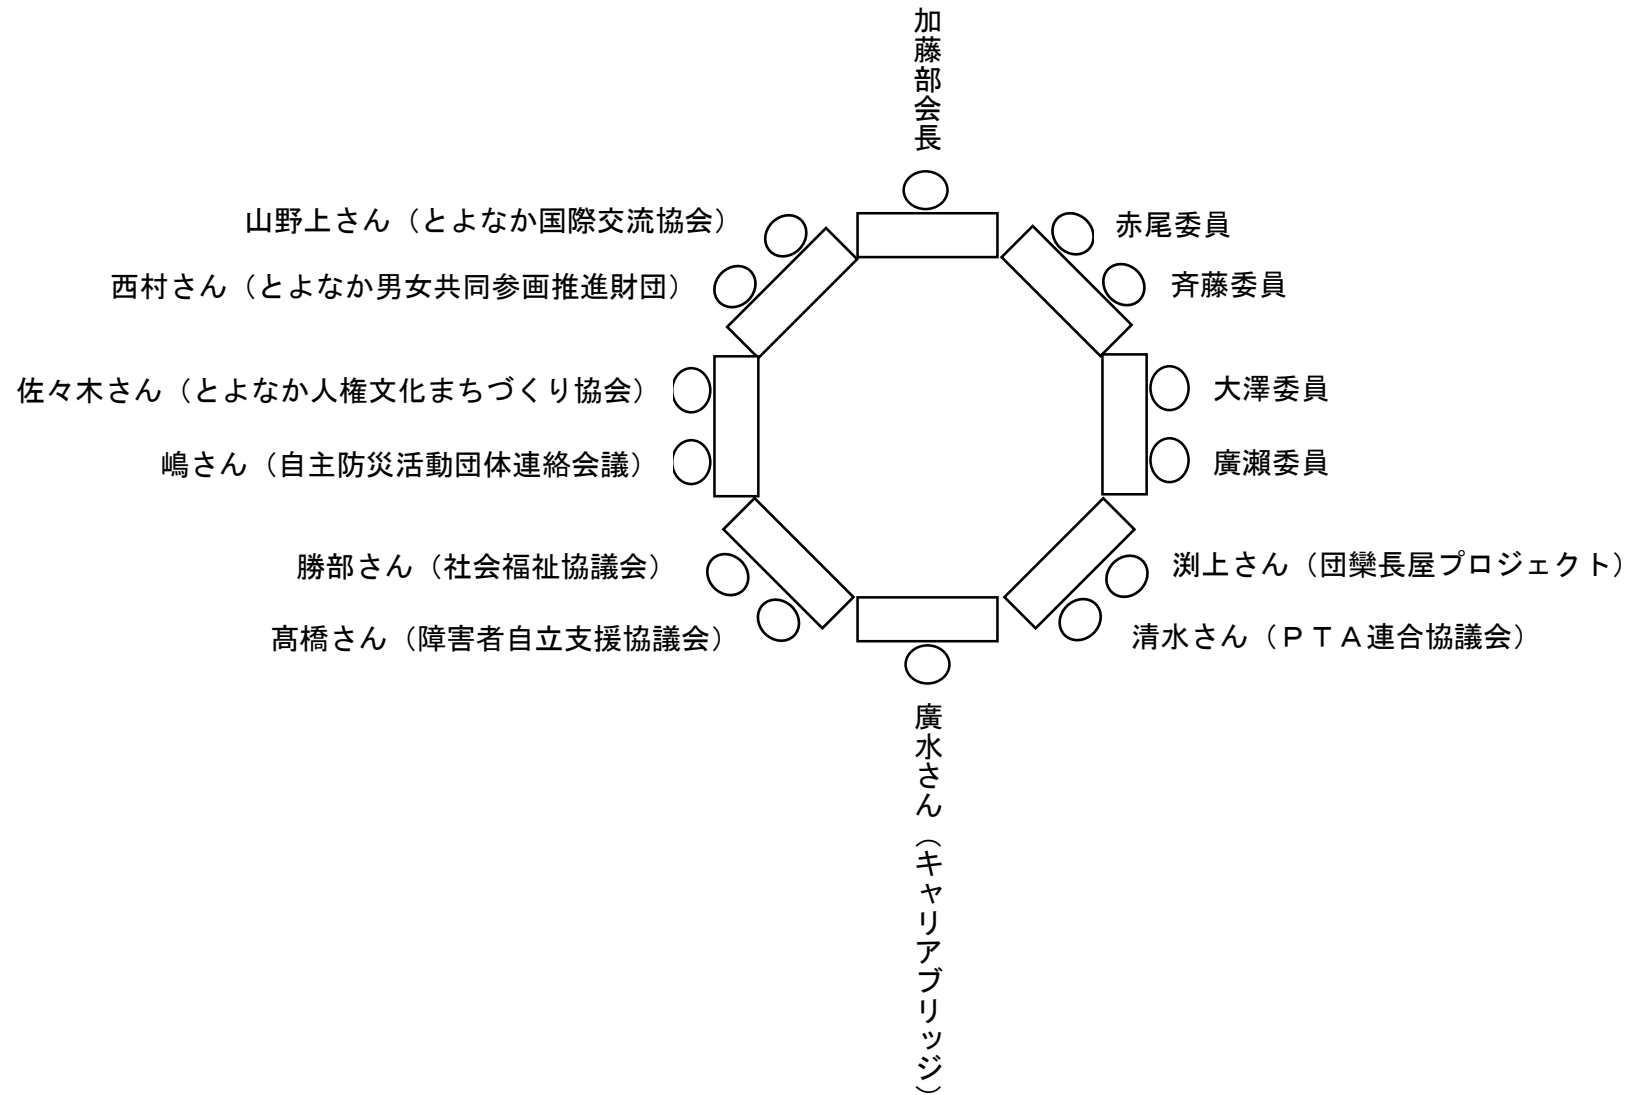 加藤部会長
山野上さん（とよなか国際交流協会）
赤尾委員
西村さん（とよなか男女共同参画推進財団）
斉藤委員
佐々木さん（とよなか人権文化まちづくり協会）
大澤委員
嶋さん（自主防災活動団体連絡会議）
廣瀨委員
勝部さん（社会福祉協議会）
渕上さん（団欒長屋プロジェクト）
髙橋さん（障害者自立支援協議会）
清水さん（ＰＴＡ連合協議会）
廣水さん（キャリアブリッジ）